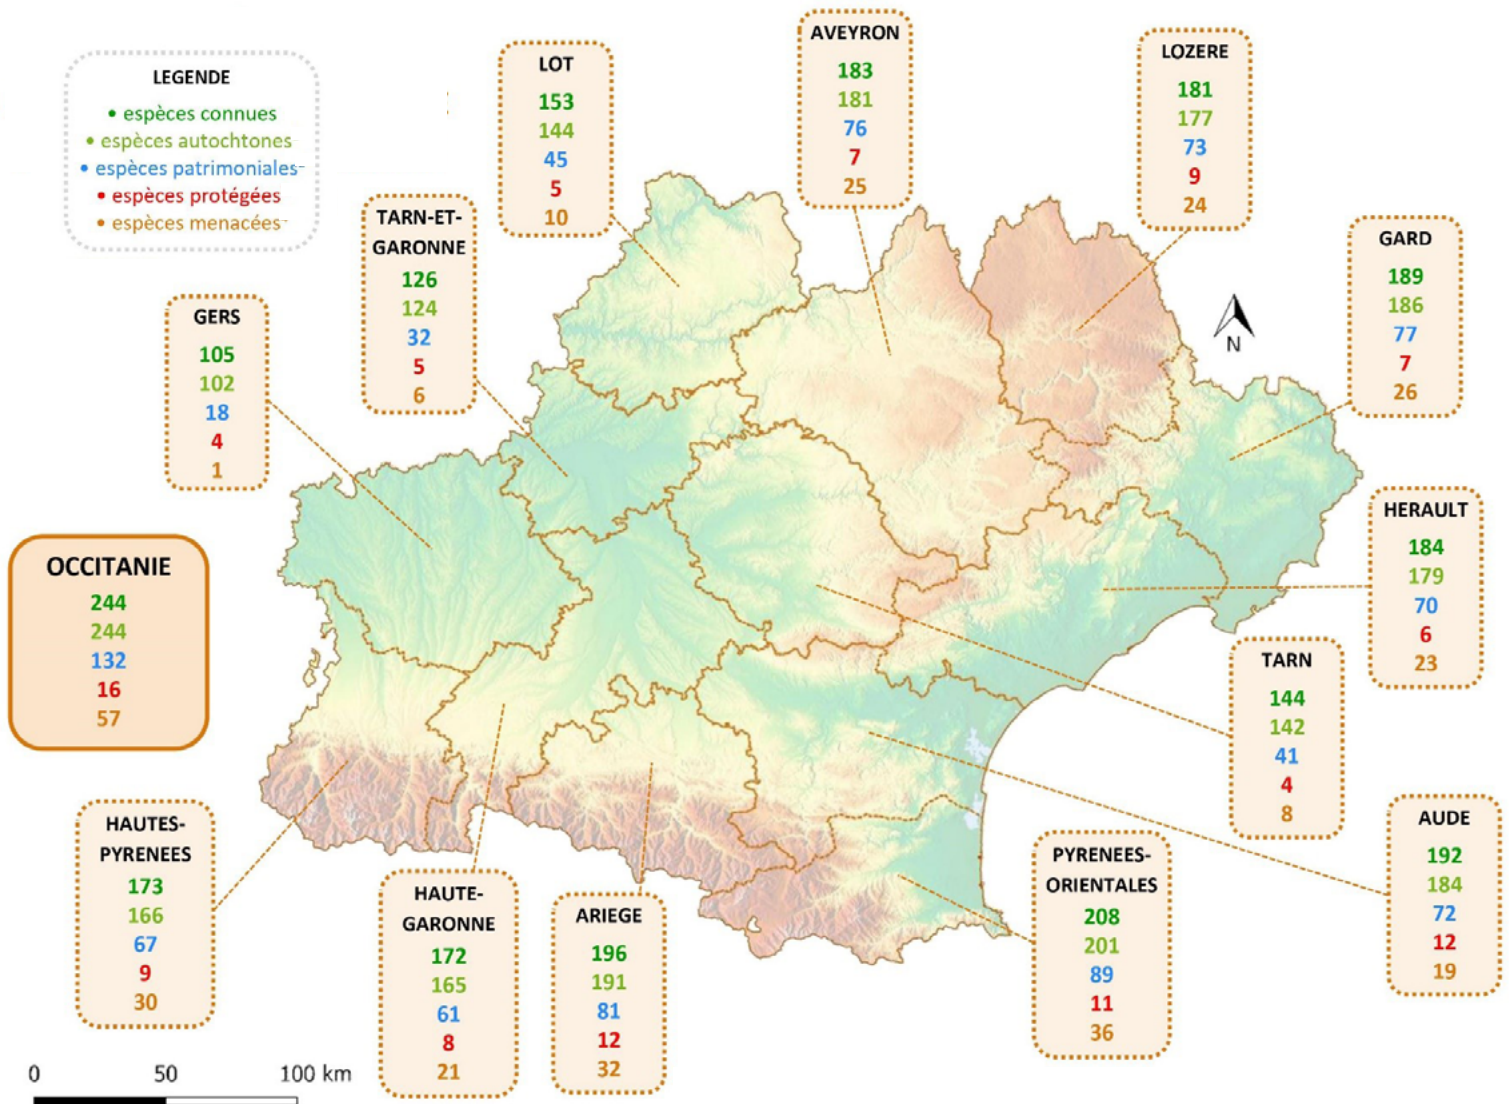 LEGENDE
• espèces connues
• espèces autochtones
• espèces patrimoniales
• espèces protégées
• espèces menacées
LOT
153
144
45
5
10
AVEYRON
183
181
76
7
25
LOZERE
181
177
73
9
24
TARN-ET-
GARONNE
126
124
32
5
6
GARD
189
186
77
7
26
GERS
105
102
18
4
1
N
HERAULT
184
179
70
6
23
OCCITANIE
244
244
132
16
57
TARN
144
142
41
4
8
HAUTES-
PYRENEES
173
166
67
9
30
HAUTE-
GARONNE
172
165
61
8
21
ARIEGE
196
191
81
12
32
PYRENEES-
ORIENTALES
208
201
89
11
36
AUDE
192
184
72
12
19
0 50 100 km